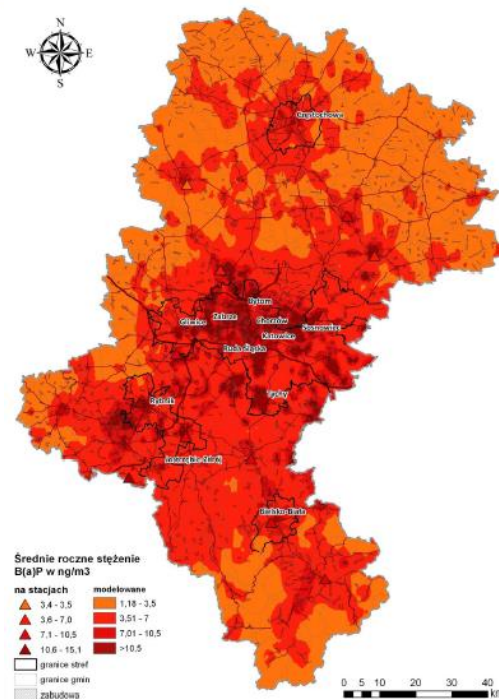 N
W E
S
Częstochowa
Bytom
Gliwice Zabrze Chorzów Sosnowiec
Katowice
Ruda Śląska
Tychy
Rybnik
Jastrzębie-Zdrój
Bielsko-Biała
Średnie roczne stężenie
B(a)P w ng/m3
na stacjach modelowane
3,4 - 3,5 1,18 - 3,5
3,6 - 7,0 3,51 - 7
7,1 - 10,5 7,01 - 10,5
10,6 - 15,1 >10,5
granice stref
granice gmin
zabudowa
0 5 10 20 30 40
km